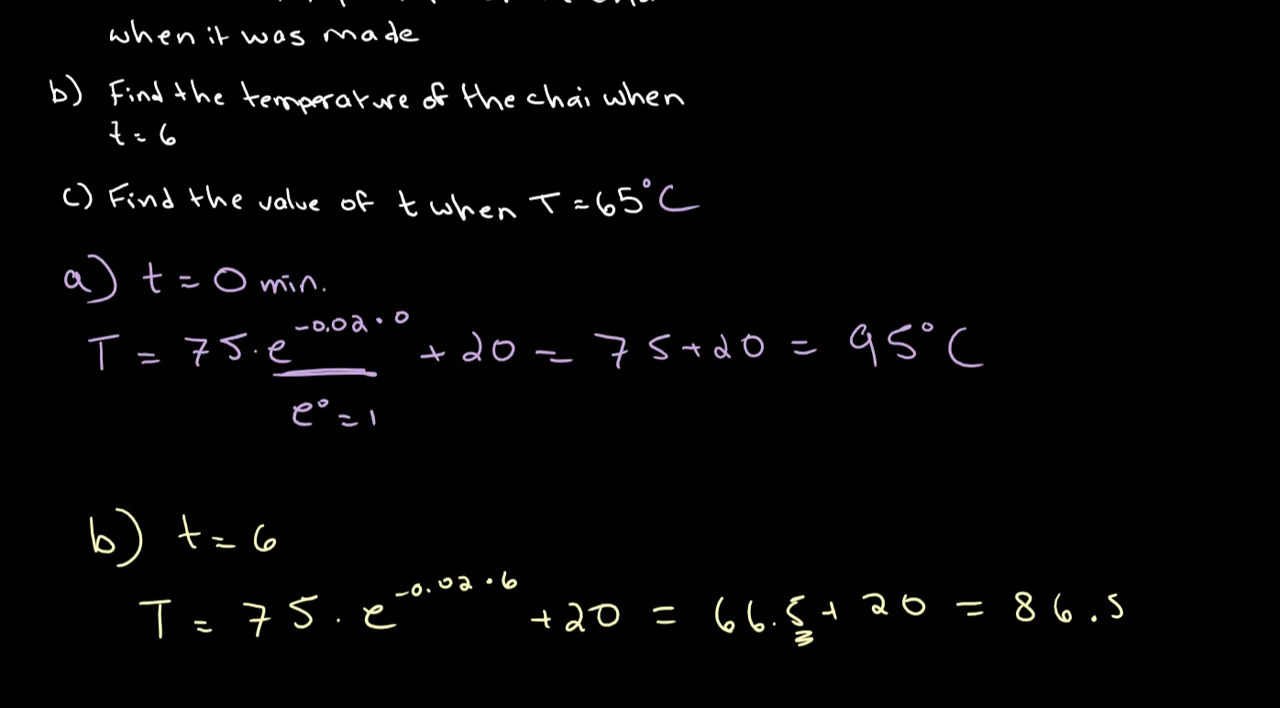 when it was made
b) Find the temperature of the chai when
t = 6
c) Find the value of t when T = 65°C
a) t = 0 min.
T = 75 · e^-0.02 · 0 + 20 = 75 + 20 = 95°C
e° = 1
b) t = 6
T = 75 · e^-0.02 · 6 + 20 = 66.5 + 20 = 86.5